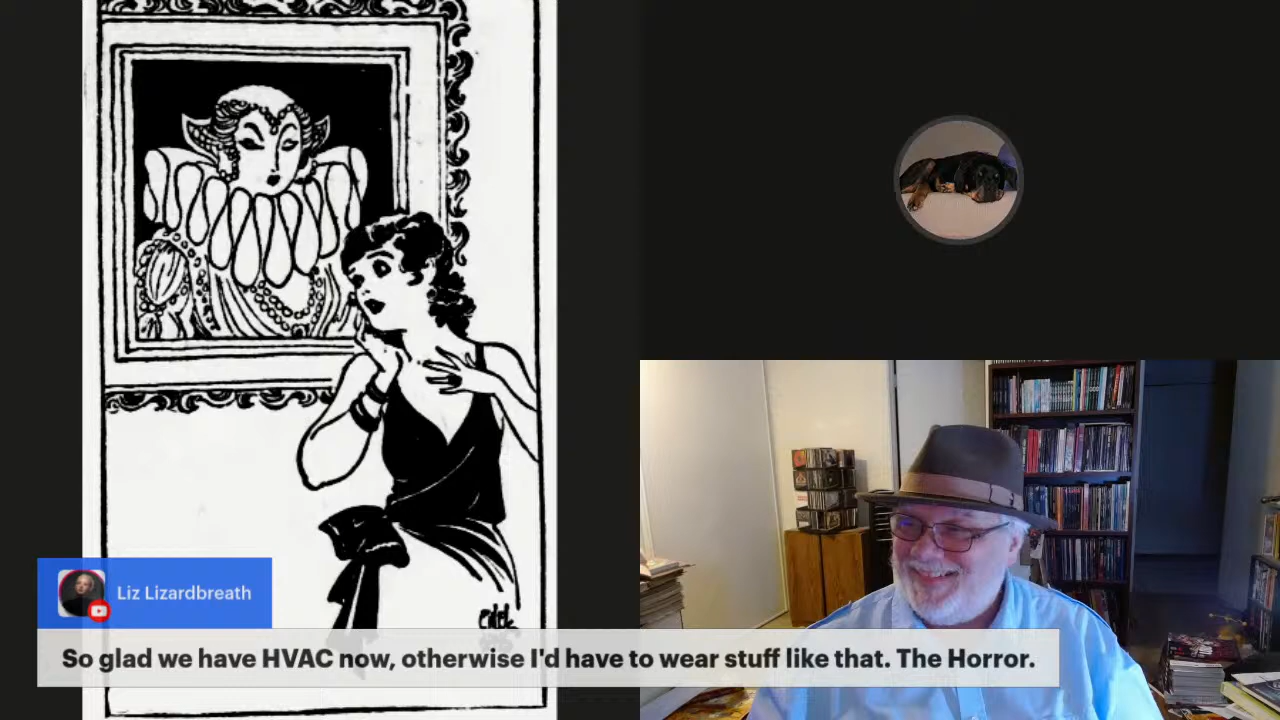 Liz Lizardbreath
So glad we have HVAC now, otherwise I'd have to wear stuff like that. The Horror.